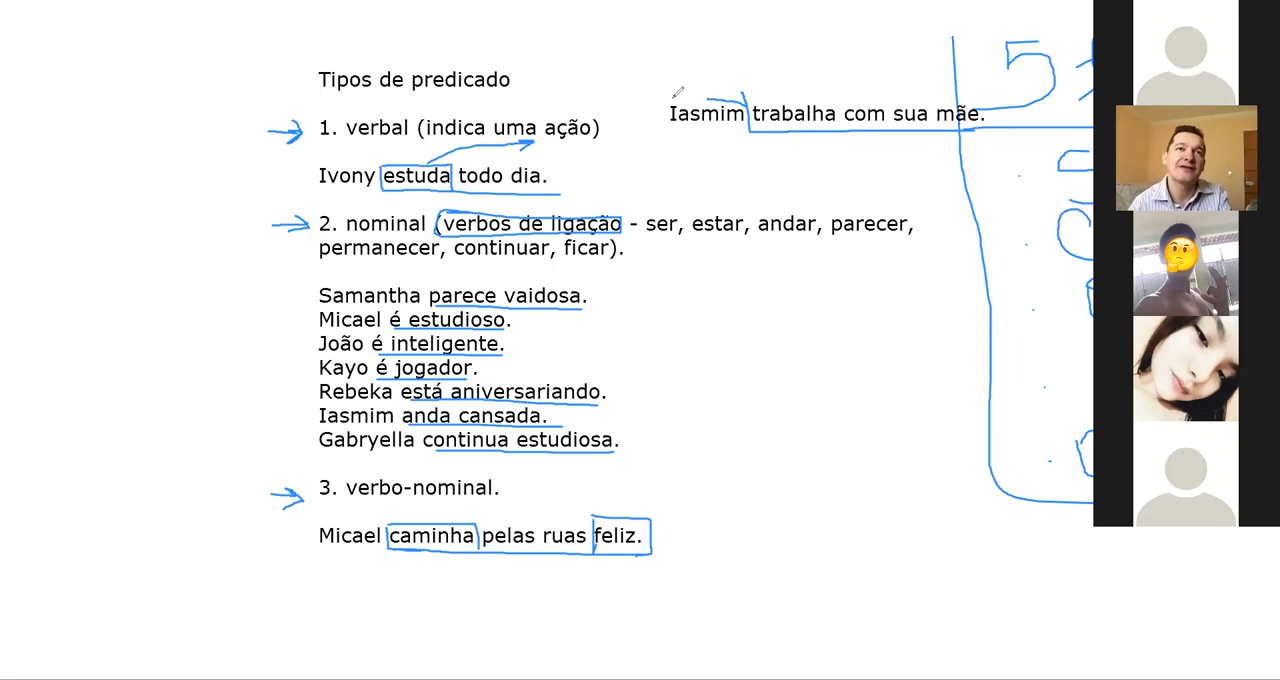 Tipos de predicado
Iasmim trabalha com sua mãe.
1. verbal (indica uma ação)
Ivony estuda todo dia.
2. nominal (verbos de ligação - ser, estar, andar, parecer,
permanecer, continuar, ficar).
Samantha parece vaidosa.
Micael é estudioso.
João é inteligente.
Kayo é jogador.
Rebeka está aniversariando.
Iasmim anda cansada.
Gabryella continua estudiosa.
3. verbo-nominal.
Micael caminha pelas ruas feliz.
5